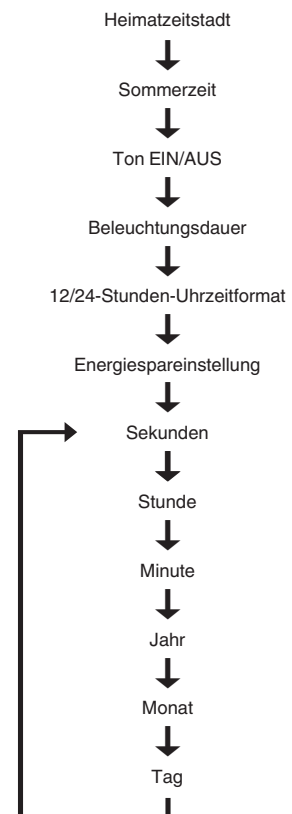 Heimatzeitstadt
Sommerzeit
Ton EIN/AUS
Beleuchtungsdauer
12/24-Stunden-Uhrzeitformat
Energiespareinstellung
Sekunden
Stunde
Minute
Jahr
Monat
Tag